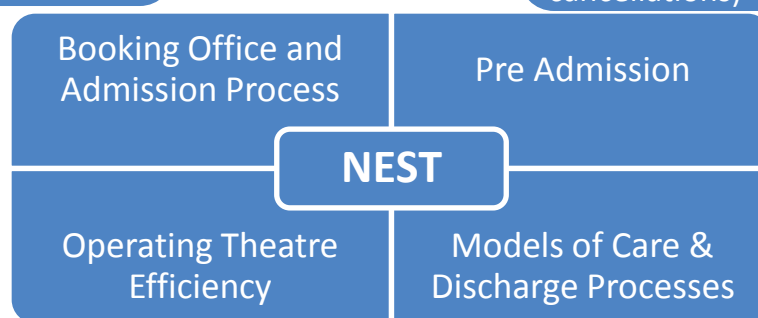 Booking Office and
Admission Process
Pre Admission
NEST
Operating Theatre
Efficiency
Models of Care &
Discharge Processes